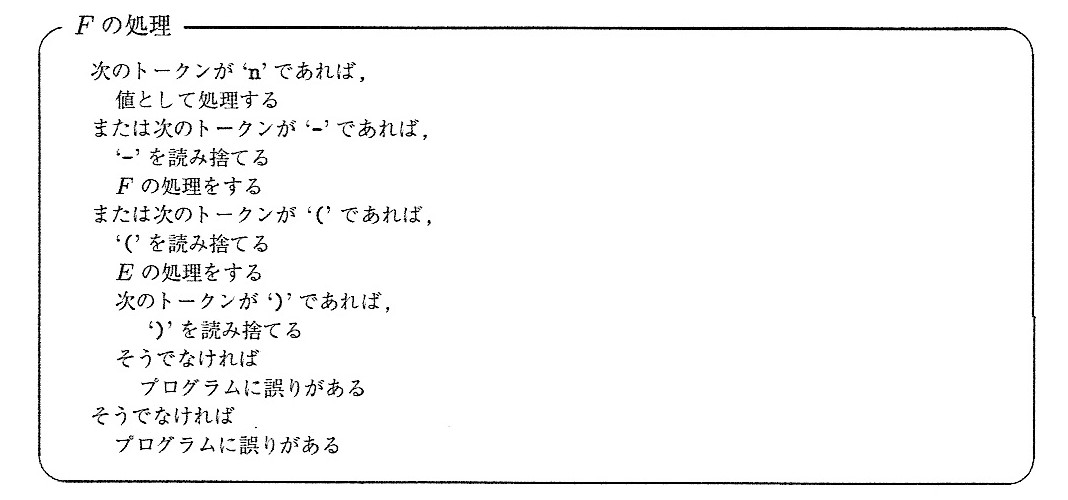 F の処理
次のトークンが ‘n’ であれば，
値として処理する
または次のトークンが ‘-’ であれば，
‘-’ を読み捨てる
F の処理をする
または次のトークンが ‘(’ であれば，
‘(’ を読み捨てる
E の処理をする
次のトークンが ‘)’ であれば，
‘)’ を読み捨てる
そうでなければ
プログラムに誤りがある
そうでなければ
プログラムに誤りがある